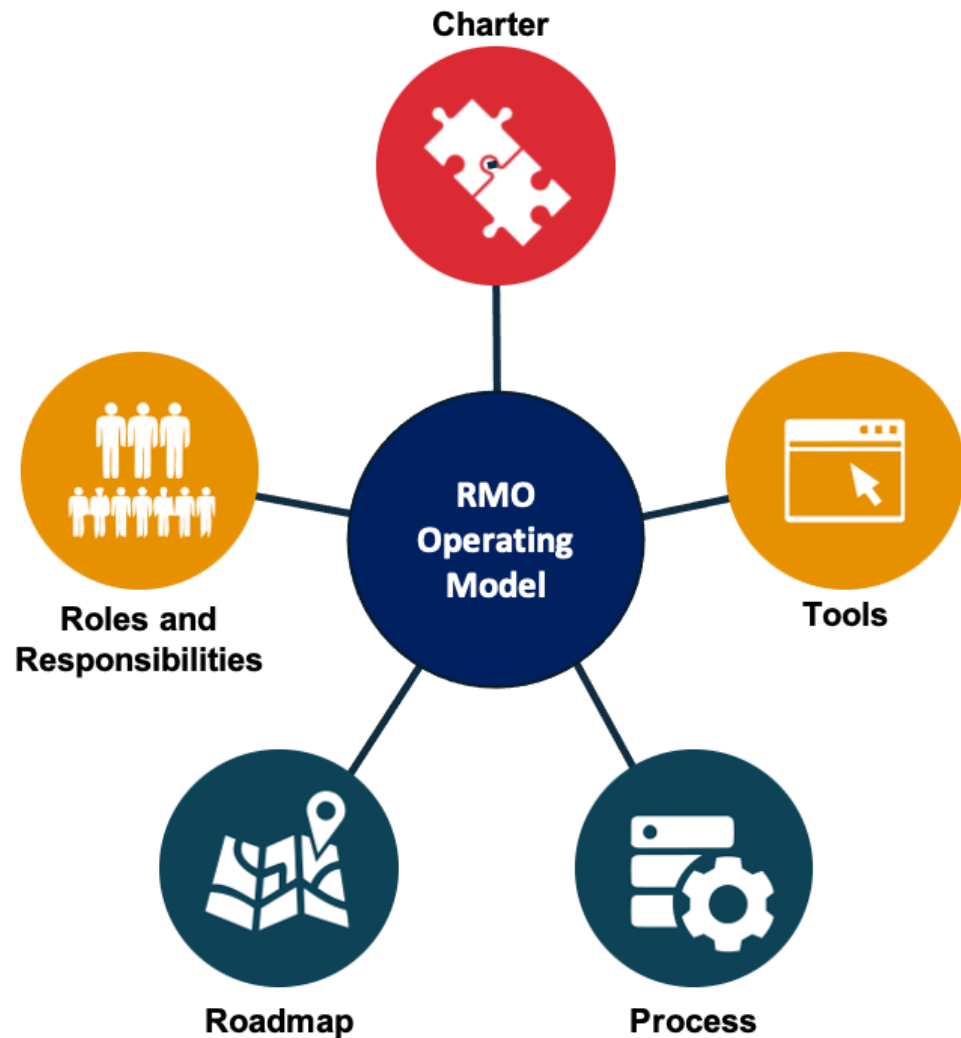 Charter
RMO
Operating
Model
Roles and
Responsibilities
Tools
Roadmap
Process